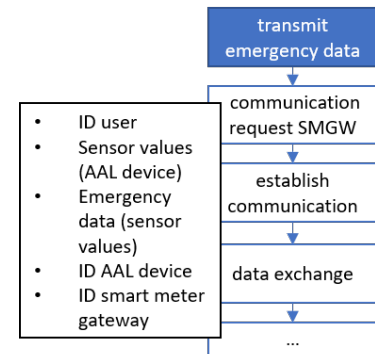 transmit
emergency data
communication
request SMGW
establish
communication
data exchange
...
• ID user
• Sensor values
(AAL device)
• Emergency
data (sensor
values)
• ID AAL device
• ID smart meter
gateway